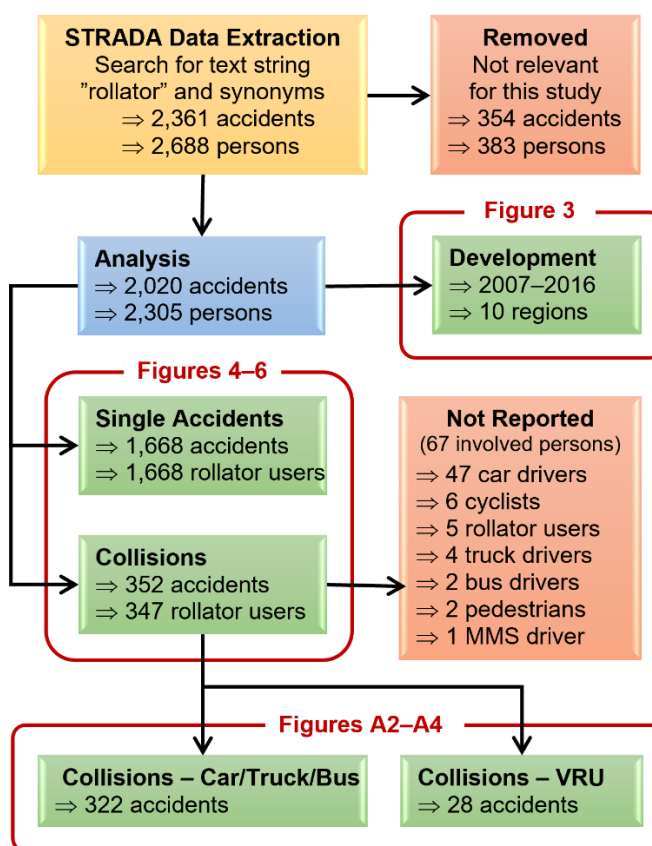 STRADA Data Extraction
Search for text string
”rollator” and synonyms
⇒ 2,361 accidents
⇒ 2,688 persons
Removed
Not relevant
for this study
⇒ 354 accidents
⇒ 383 persons
Figure 3
Analysis
⇒ 2,020 accidents
⇒ 2,305 persons
Development
⇒ 2007–2016
⇒ 10 regions
Figures 4–6
Single Accidents
⇒ 1,668 accidents
⇒ 1,668 rollator users
Collisions
⇒ 352 accidents
⇒ 347 rollator users
Not Reported
(67 involved persons)
⇒ 47 car drivers
⇒ 6 cyclists
⇒ 5 rollator users
⇒ 4 truck drivers
⇒ 2 bus drivers
⇒ 2 pedestrians
⇒ 1 MMS driver
Figures A2–A4
Collisions – Car/Truck/Bus
⇒ 322 accidents
Collisions – VRU
⇒ 28 accidents